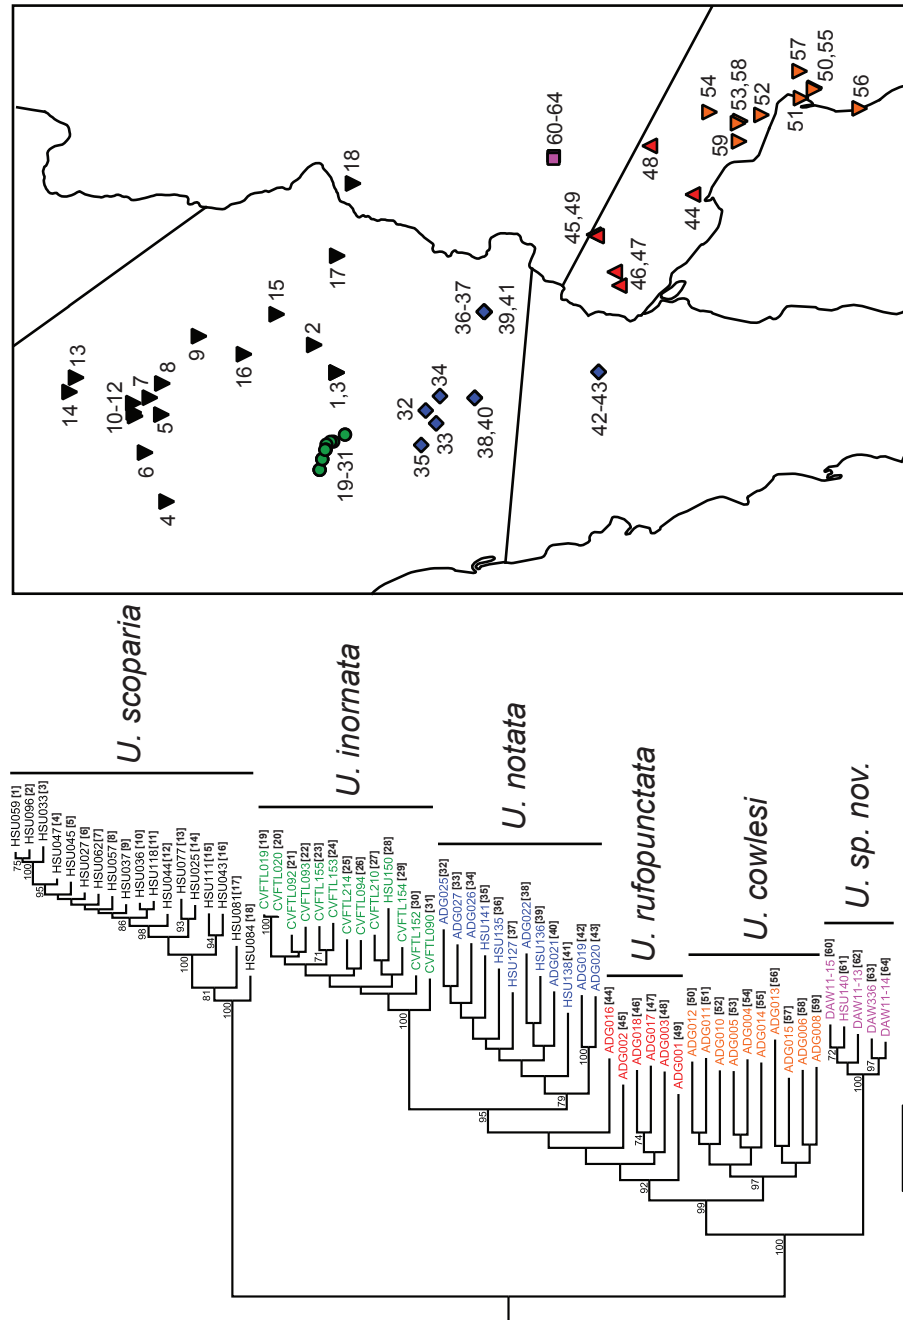 HSU059 [1]
HSU096 [2]
HSU033 [3]
HSU047 [4]
HSU045 [5]
HSU027 [6]
HSU062 [7]
HSU057 [8]
HSU037 [9]
HSU036 [10]
HSU118 [11]
HSU044 [12]
HSU077 [13]
HSU025 [14]
HSU111 [15]
HSU043 [16]
HSU081 [17]
HSU084 [18]
CVFTL019 [19]
CVFTL020 [20]
CVFTL092 [21]
CVFTL093 [22]
CVFTL155 [23]
CVFTL153 [24]
CVFTL214 [25]
CVFTL094 [26]
CVFTL210 [27]
HSU150 [28]
CVFTL154 [29]
CVFTL152 [30]
CVFTL090 [31]
ADG025 [32]
ADG027 [33]
ADG026 [34]
HSU141 [35]
HSU135 [36]
HSU127 [37]
ADG022 [38]
HSU136 [39]
ADG021 [40]
HSU138 [41]
ADG019 [42]
ADG020 [43]
ADG016 [44]
ADG002 [45]
ADG018 [46]
ADG017 [47]
ADG003 [48]
ADG001 [49]
ADG012 [50]
ADG011 [51]
ADG010 [52]
ADG005 [53]
ADG004 [54]
ADG014 [55]
ADG013 [56]
ADG015 [57]
ADG006 [58]
ADG008 [59]
DAW11-15 [60]
HSU140 [61]
DAW11-13 [62]
DAW336 [63]
DAW11-14 [64]
75
100
95
86
98
93
100
94
81
100
100
71
100
95
79
100
74
92
99
97
100
72
100
97
U. scoparia
U. inornata
U. notata
U. rufopunctata
U. cowlesi
U. sp. nov.
14
13
10-12
7
8
5
6
4
9
16
15
2
1,3
17
18
19-31
32
34
33
35
36-37
39,41
38,40
42-43
60-64
45,49
48
46,47
44
54
53,58
59
52
57
51
50,55
56